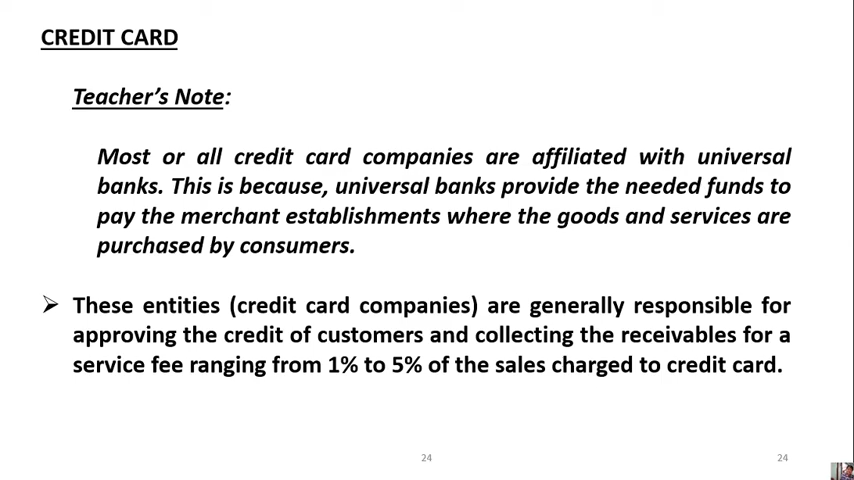 CREDIT CARD
Teacher's Note:
Most or all credit card companies are affiliated with universal
banks. This is because, universal banks provide the needed funds to
pay the merchant establishments where the goods and services are
purchased by consumers.
➢ These entities (credit card companies) are generally responsible for
approving the credit of customers and collecting the receivables for a
service fee ranging from 1% to 5% of the sales charged to credit card.
24
24